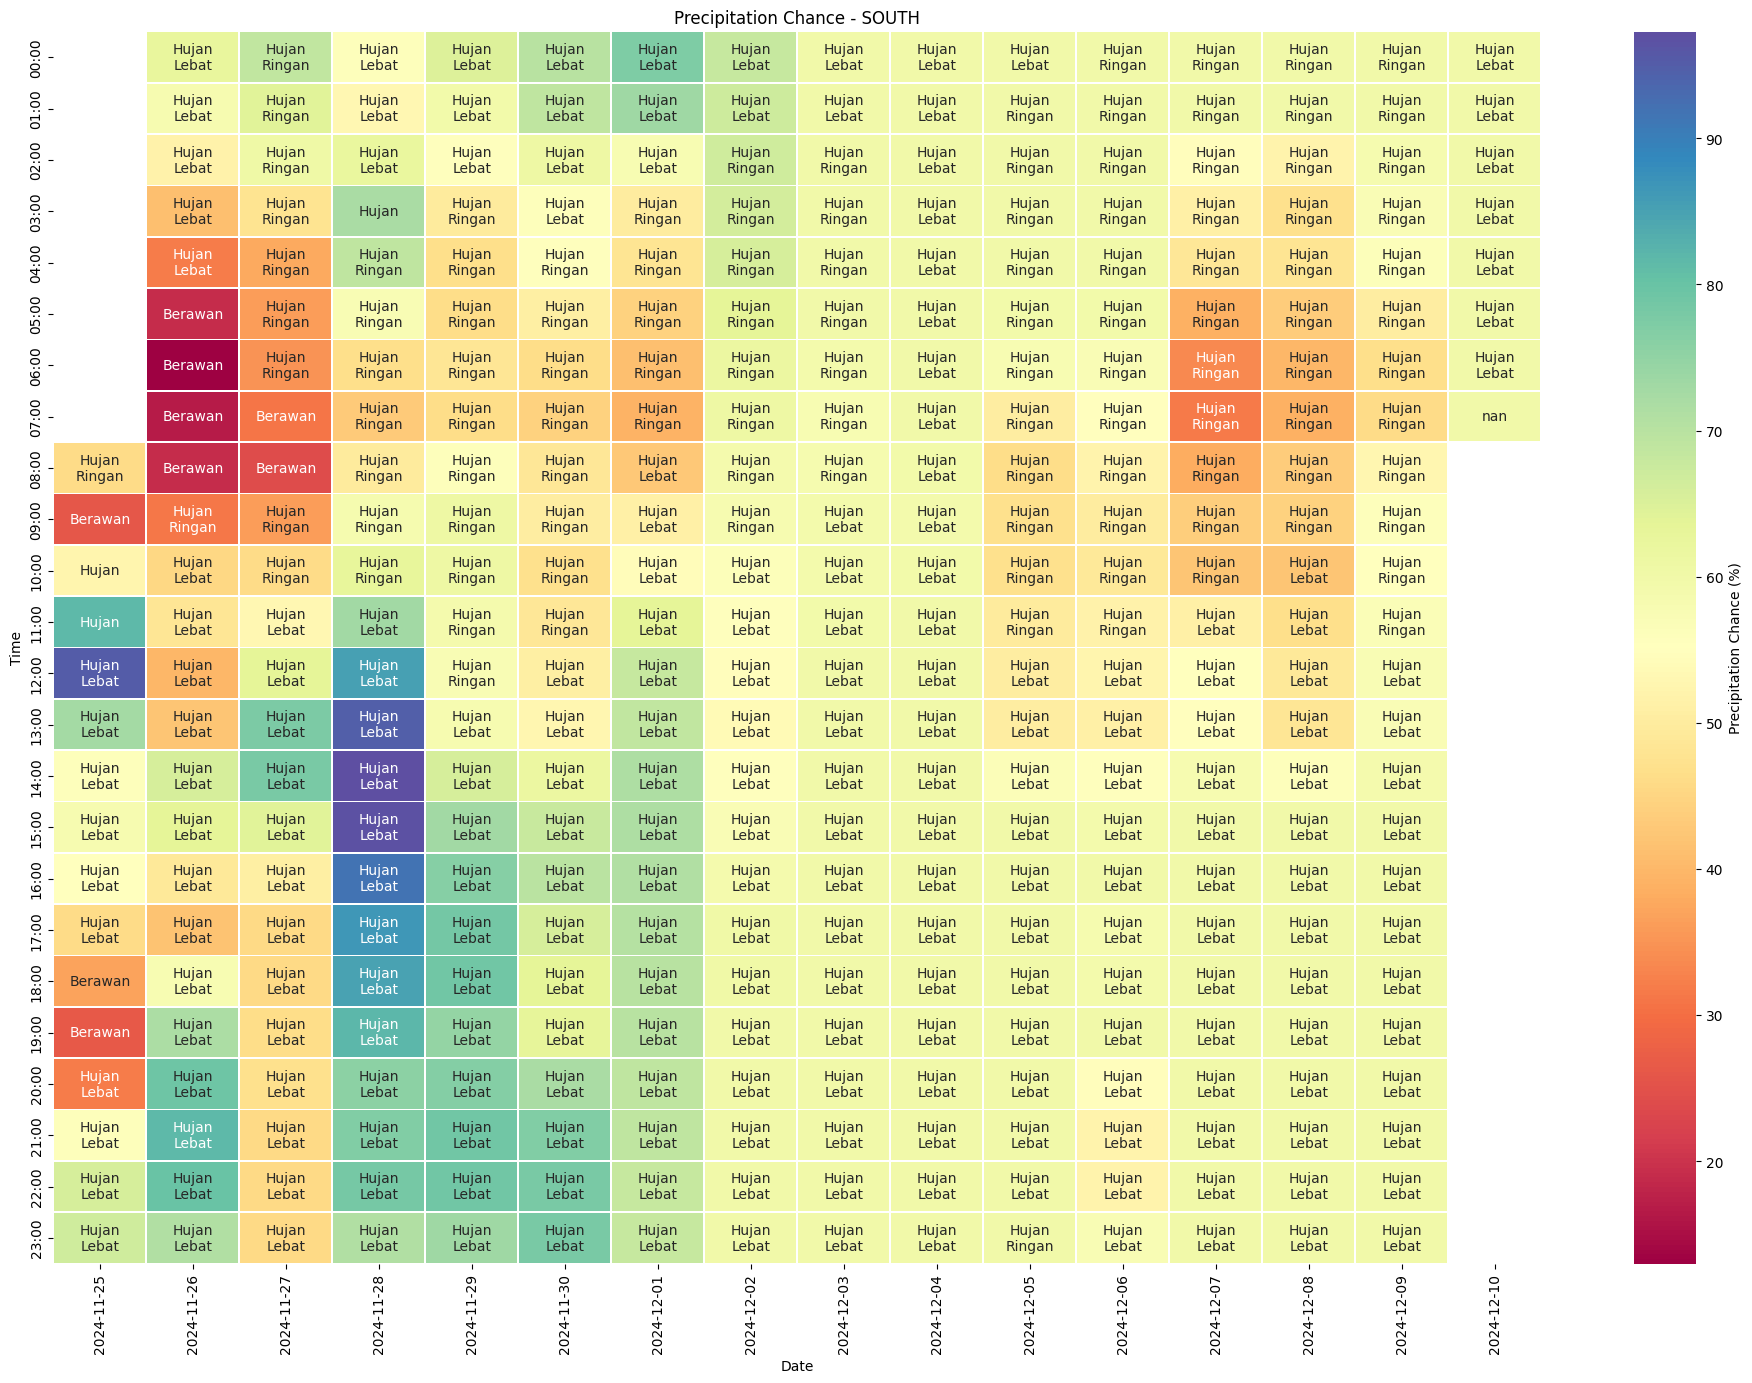 Precipitation Chance - SOUTH
00:00 Hujan Lebat Hujan Ringan Hujan Lebat Hujan Lebat Hujan Lebat Hujan Lebat Hujan Lebat Hujan Lebat Hujan Lebat Hujan Lebat Hujan Ringan Hujan Ringan Hujan Ringan Hujan Ringan Hujan Lebat
01:00 Hujan Lebat Hujan Ringan Hujan Lebat Hujan Lebat Hujan Lebat Hujan Lebat Hujan Lebat Hujan Lebat Hujan Lebat Hujan Ringan Hujan Ringan Hujan Ringan Hujan Ringan Hujan Ringan Hujan Lebat
02:00 Hujan Lebat Hujan Ringan Hujan Lebat Hujan Lebat Hujan Lebat Hujan Lebat Hujan Ringan Hujan Ringan Hujan Lebat Hujan Ringan Hujan Ringan Hujan Ringan Hujan Ringan Hujan Ringan Hujan Lebat
03:00 Hujan Lebat Hujan Ringan Hujan Hujan Ringan Hujan Lebat Hujan Ringan Hujan Ringan Hujan Ringan Hujan Lebat Hujan Ringan Hujan Ringan Hujan Ringan Hujan Ringan Hujan Ringan Hujan Lebat
04:00 Hujan Lebat Hujan Ringan Hujan Ringan Hujan Ringan Hujan Ringan Hujan Ringan Hujan Ringan Hujan Ringan Hujan Lebat Hujan Ringan Hujan Ringan Hujan Ringan Hujan Ringan Hujan Ringan Hujan Lebat
05:00 Berawan Hujan Ringan Hujan Ringan Hujan Ringan Hujan Ringan Hujan Ringan Hujan Ringan Hujan Ringan Hujan Lebat Hujan Ringan Hujan Ringan Hujan Ringan Hujan Ringan Hujan Ringan Hujan Lebat
06:00 Berawan Hujan Ringan Hujan Ringan Hujan Ringan Hujan Ringan Hujan Ringan Hujan Ringan Hujan Ringan Hujan Lebat Hujan Ringan Hujan Ringan Hujan Ringan Hujan Ringan Hujan Ringan Hujan Lebat
07:00 Berawan Berawan Hujan Ringan Hujan Ringan Hujan Ringan Hujan Ringan Hujan Ringan Hujan Ringan Hujan Lebat Hujan Ringan Hujan Ringan Hujan Ringan Hujan Ringan Hujan Ringan nan
08:00 Hujan Ringan Berawan Berawan Hujan Ringan Hujan Ringan Hujan Ringan Hujan Lebat Hujan Ringan Hujan Ringan Hujan Lebat Hujan Ringan Hujan Ringan Hujan Ringan Hujan Ringan Hujan Ringan
09:00 Berawan Hujan Ringan Hujan Ringan Hujan Ringan Hujan Ringan Hujan Ringan Hujan Lebat Hujan Ringan Hujan Lebat Hujan Lebat Hujan Ringan Hujan Ringan Hujan Ringan Hujan Ringan Hujan Ringan
10:00 Hujan Hujan Lebat Hujan Ringan Hujan Ringan Hujan Ringan Hujan Ringan Hujan Lebat Hujan Lebat Hujan Lebat Hujan Lebat Hujan Ringan Hujan Ringan Hujan Ringan Hujan Lebat Hujan Ringan
11:00 Hujan Hujan Lebat Hujan Lebat Hujan Lebat Hujan Ringan Hujan Ringan Hujan Lebat Hujan Lebat Hujan Lebat Hujan Lebat Hujan Ringan Hujan Ringan Hujan Lebat Hujan Lebat Hujan Ringan
12:00 Hujan Lebat Hujan Lebat Hujan Lebat Hujan Lebat Hujan Ringan Hujan Lebat Hujan Lebat Hujan Lebat Hujan Lebat Hujan Lebat Hujan Lebat Hujan Lebat Hujan Lebat Hujan Lebat Hujan Lebat
13:00 Hujan Lebat Hujan Lebat Hujan Lebat Hujan Lebat Hujan Lebat Hujan Lebat Hujan Lebat Hujan Lebat Hujan Lebat Hujan Lebat Hujan Lebat Hujan Lebat Hujan Lebat Hujan Lebat Hujan Lebat
14:00 Hujan Lebat Hujan Lebat Hujan Lebat Hujan Lebat Hujan Lebat Hujan Lebat Hujan Lebat Hujan Lebat Hujan Lebat Hujan Lebat Hujan Lebat Hujan Lebat Hujan Lebat Hujan Lebat Hujan Lebat
15:00 Hujan Lebat Hujan Lebat Hujan Lebat Hujan Lebat Hujan Lebat Hujan Lebat Hujan Lebat Hujan Lebat Hujan Lebat Hujan Lebat Hujan Lebat Hujan Lebat Hujan Lebat Hujan Lebat Hujan Lebat
16:00 Hujan Lebat Hujan Lebat Hujan Lebat Hujan Lebat Hujan Lebat Hujan Lebat Hujan Lebat Hujan Lebat Hujan Lebat Hujan Lebat Hujan Lebat Hujan Lebat Hujan Lebat Hujan Lebat Hujan Lebat
17:00 Hujan Lebat Hujan Lebat Hujan Lebat Hujan Lebat Hujan Lebat Hujan Lebat Hujan Lebat Hujan Lebat Hujan Lebat Hujan Lebat Hujan Lebat Hujan Lebat Hujan Lebat Hujan Lebat Hujan Lebat
18:00 Berawan Hujan Lebat Hujan Lebat Hujan Lebat Hujan Lebat Hujan Lebat Hujan Lebat Hujan Lebat Hujan Lebat Hujan Lebat Hujan Lebat Hujan Lebat Hujan Lebat Hujan Lebat Hujan Lebat
19:00 Berawan Hujan Lebat Hujan Lebat Hujan Lebat Hujan Lebat Hujan Lebat Hujan Lebat Hujan Lebat Hujan Lebat Hujan Lebat Hujan Lebat Hujan Lebat Hujan Lebat Hujan Lebat Hujan Lebat
20:00 Hujan Lebat Hujan Lebat Hujan Lebat Hujan Lebat Hujan Lebat Hujan Lebat Hujan Lebat Hujan Lebat Hujan Lebat Hujan Lebat Hujan Lebat Hujan Lebat Hujan Lebat Hujan Lebat Hujan Lebat
21:00 Hujan Lebat Hujan Lebat Hujan Lebat Hujan Lebat Hujan Lebat Hujan Lebat Hujan Lebat Hujan Lebat Hujan Lebat Hujan Lebat Hujan Lebat Hujan Lebat Hujan Lebat Hujan Lebat Hujan Lebat
22:00 Hujan Lebat Hujan Lebat Hujan Lebat Hujan Lebat Hujan Lebat Hujan Lebat Hujan Lebat Hujan Lebat Hujan Lebat Hujan Lebat Hujan Lebat Hujan Lebat Hujan Lebat Hujan Lebat Hujan Lebat
23:00 Hujan Lebat Hujan Lebat Hujan Lebat Hujan Lebat Hujan Lebat Hujan Lebat Hujan Lebat Hujan Lebat Hujan Lebat Hujan Lebat Hujan Ringan Hujan Lebat Hujan Lebat Hujan Lebat Hujan Lebat
Time
2024-11-25 2024-11-26 2024-11-27 2024-11-28 2024-11-29 2024-11-30 2024-12-01 2024-12-02 2024-12-03 2024-12-04 2024-12-05 2024-12-06 2024-12-07 2024-12-08 2024-12-09 2024-12-10
Date
90
80
70
60
50
40
30
20
Precipitation Chance (%)